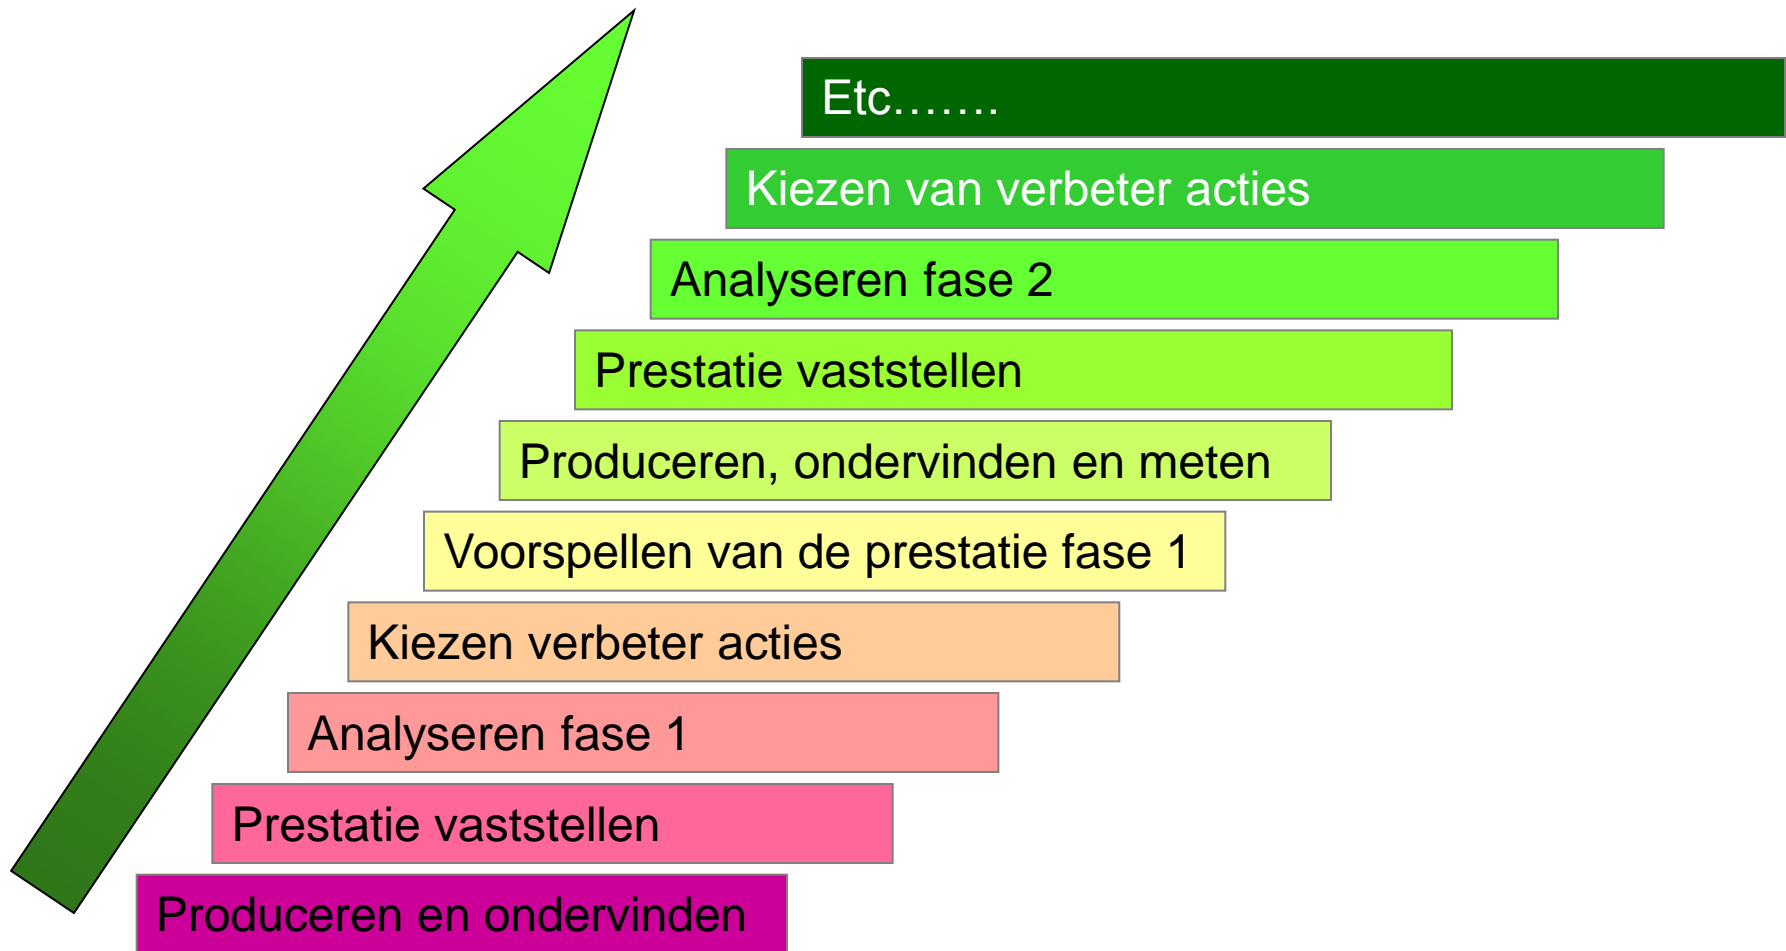 Etc…….
Kiezen van verbeter acties
Analyseren fase 2
Prestatie vaststellen
Produceren, ondervinden en meten
Voorspellen van de prestatie fase 1
Kiezen verbeter acties
Analyseren fase 1
Prestatie vaststellen
Produceren en ondervinden